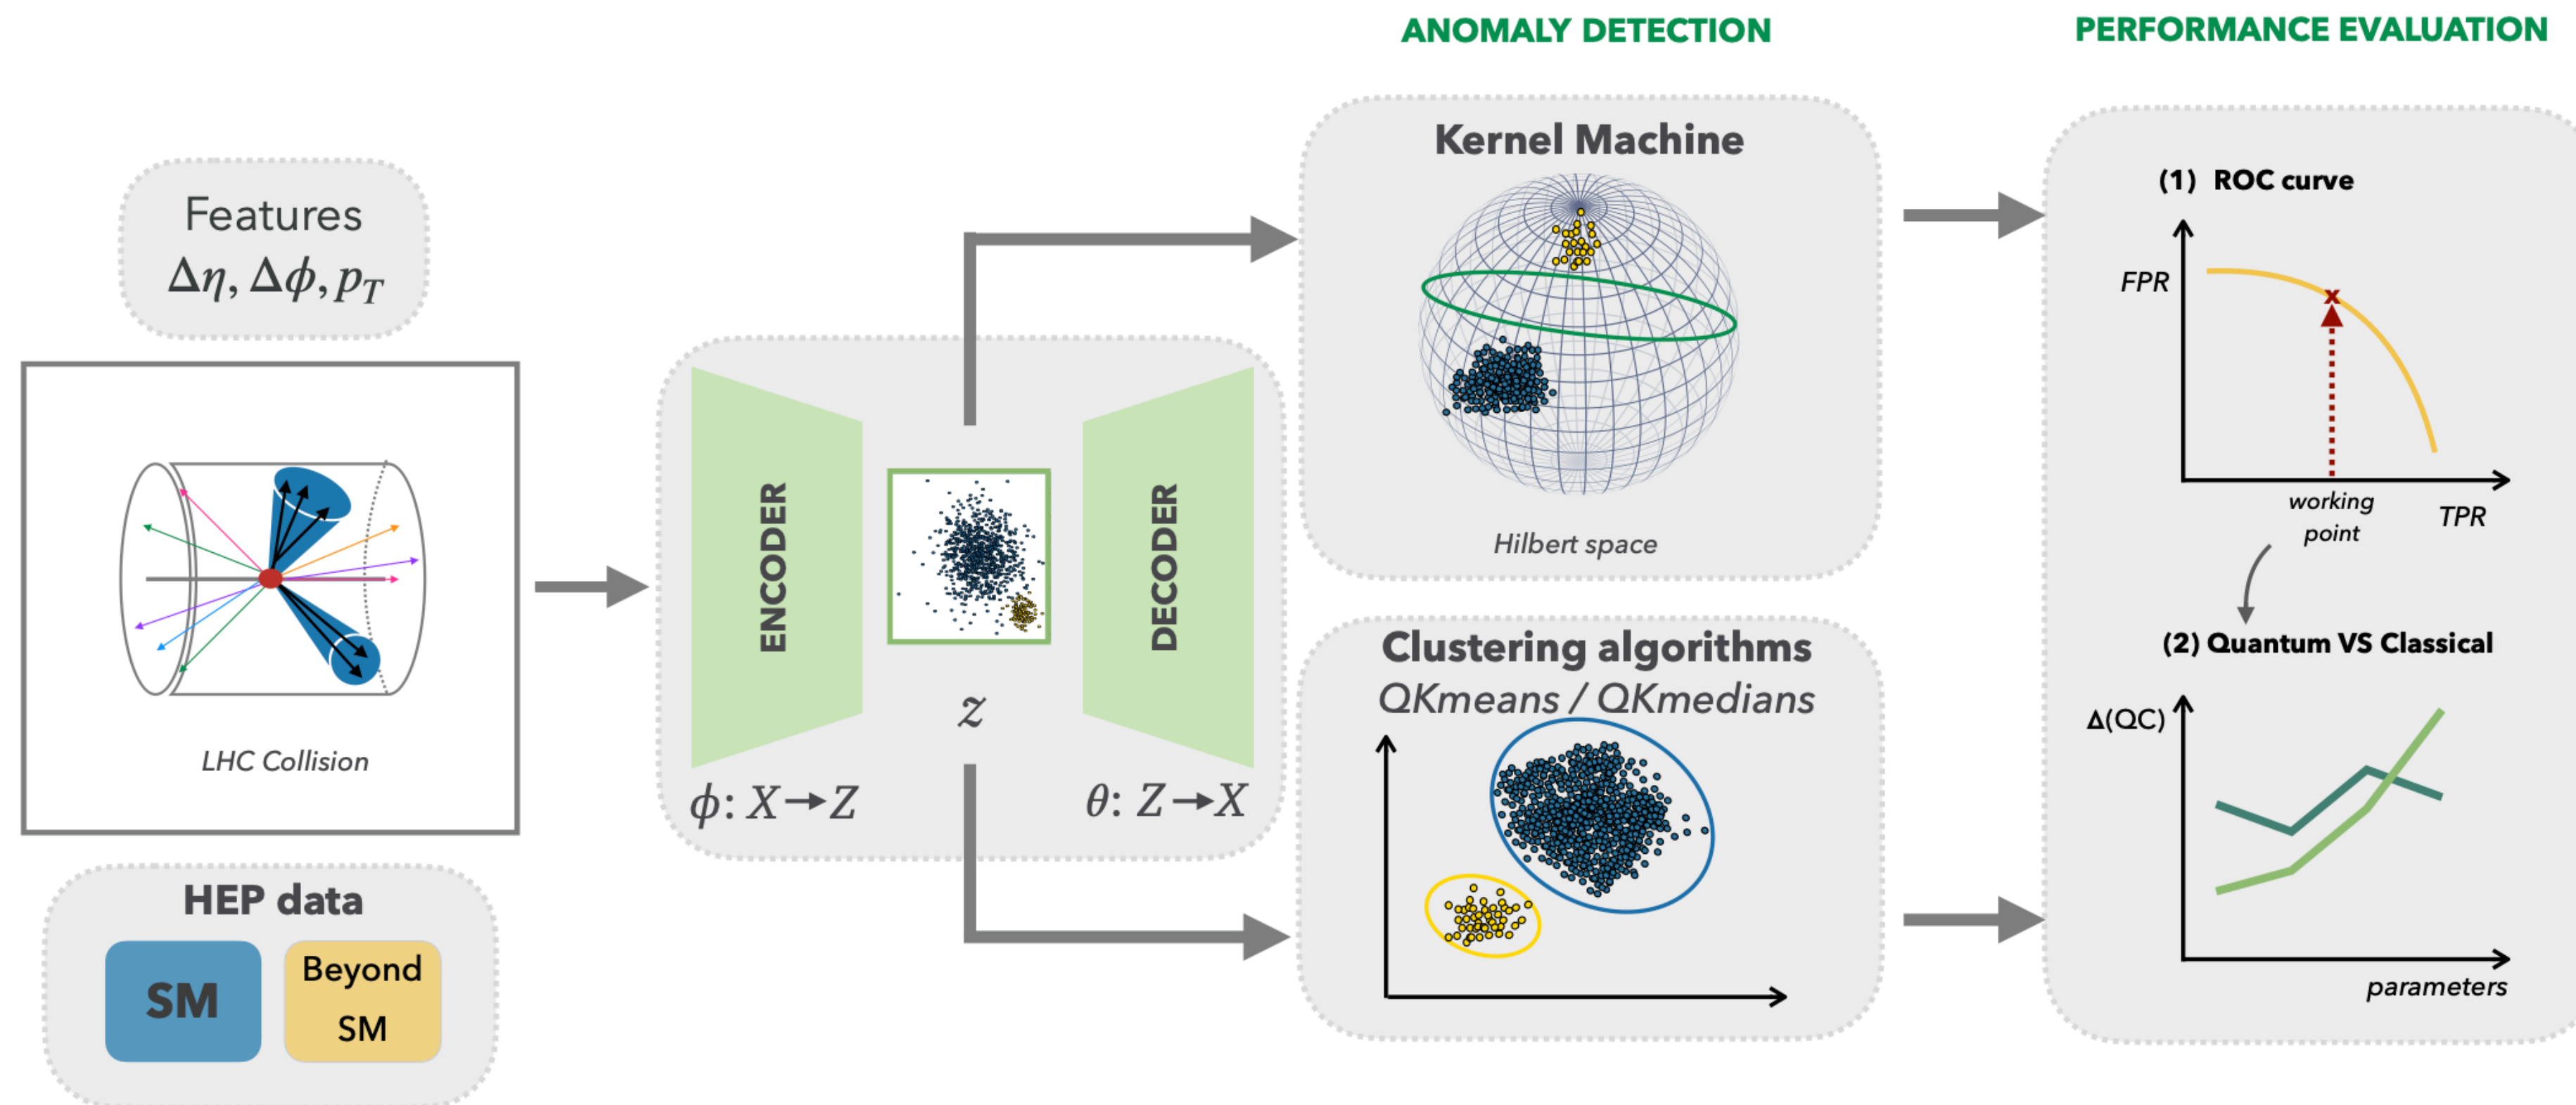 ANOMALY DETECTION
PERFORMANCE EVALUATION
Features
Δη, Δϕ, p_T
LHC Collision
HEP data
SM
Beyond
SM
ENCODER
z
DECODER
ϕ: X→Z
θ: Z→X
Kernel Machine
Hilbert space
Clustering algorithms
QKmeans / QKmedians
(1) ROC curve
FPR
x
working
point
TPR
(2) Quantum VS Classical
Δ(QC)
parameters